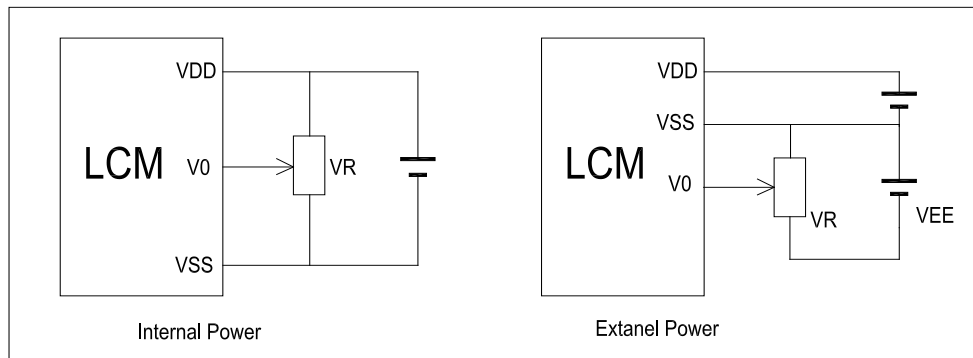 VDD
LCM
V0
VR
VSS
Internal Power
VDD
VSS
LCM
V0
VR
VEE
Extanel Power